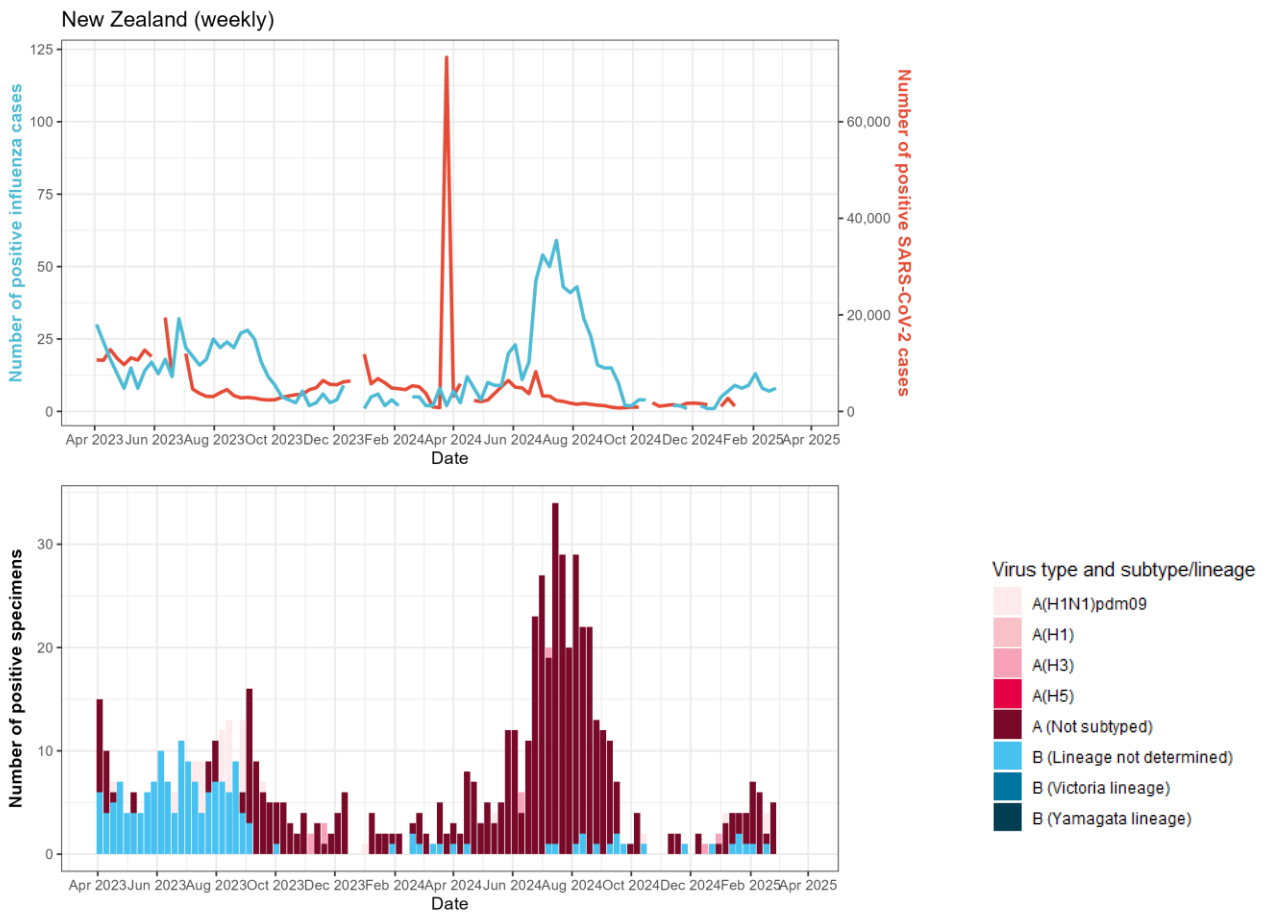 New Zealand (weekly)
125
100
75
50
25
0
Number of positive influenza cases
60,000
40,000
20,000
0
Number of positive SARS-CoV-2 cases
Apr 2023 Jun 2023 Aug 2023 Oct 2023 Dec 2023 Feb 2024 Apr 2024 Jun 2024 Aug 2024 Oct 2024 Dec 2024 Feb 2025 Apr 2025
Date
30
20
10
0
Number of positive specimens
Apr 2023 Jun 2023 Aug 2023 Oct 2023 Dec 2023 Feb 2024 Apr 2024 Jun 2024 Aug 2024 Oct 2024 Dec 2024 Feb 2025 Apr 2025
Date
Virus type and subtype/lineage
A(H1N1)pdm09
A(H1)
A(H3)
A(H5)
A (Not subtyped)
B (Lineage not determined)
B (Victoria lineage)
B (Yamagata lineage)